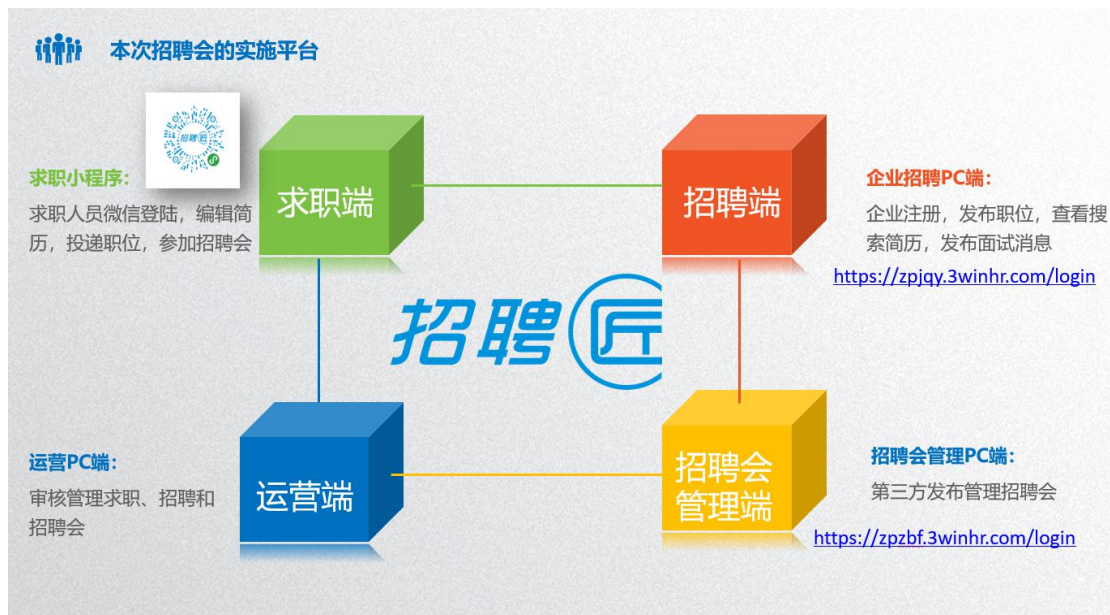 本次招聘会的实施平台
招聘匠
求职小程序：
求职人员微信登陆，编辑简
历，投递职位，参加招聘会
求职端
招聘端
企业招聘PC端：
企业注册，发布职位，查看搜
索简历，发布面试消息
https://zpjqy.3winhr.com/login
招聘匠
运营PC端：
审核管理求职、招聘和
招聘会
运营端
招聘会
管理端
招聘会管理PC端：
第三方发布管理招聘会
https://zpzbf.3winhr.com/login